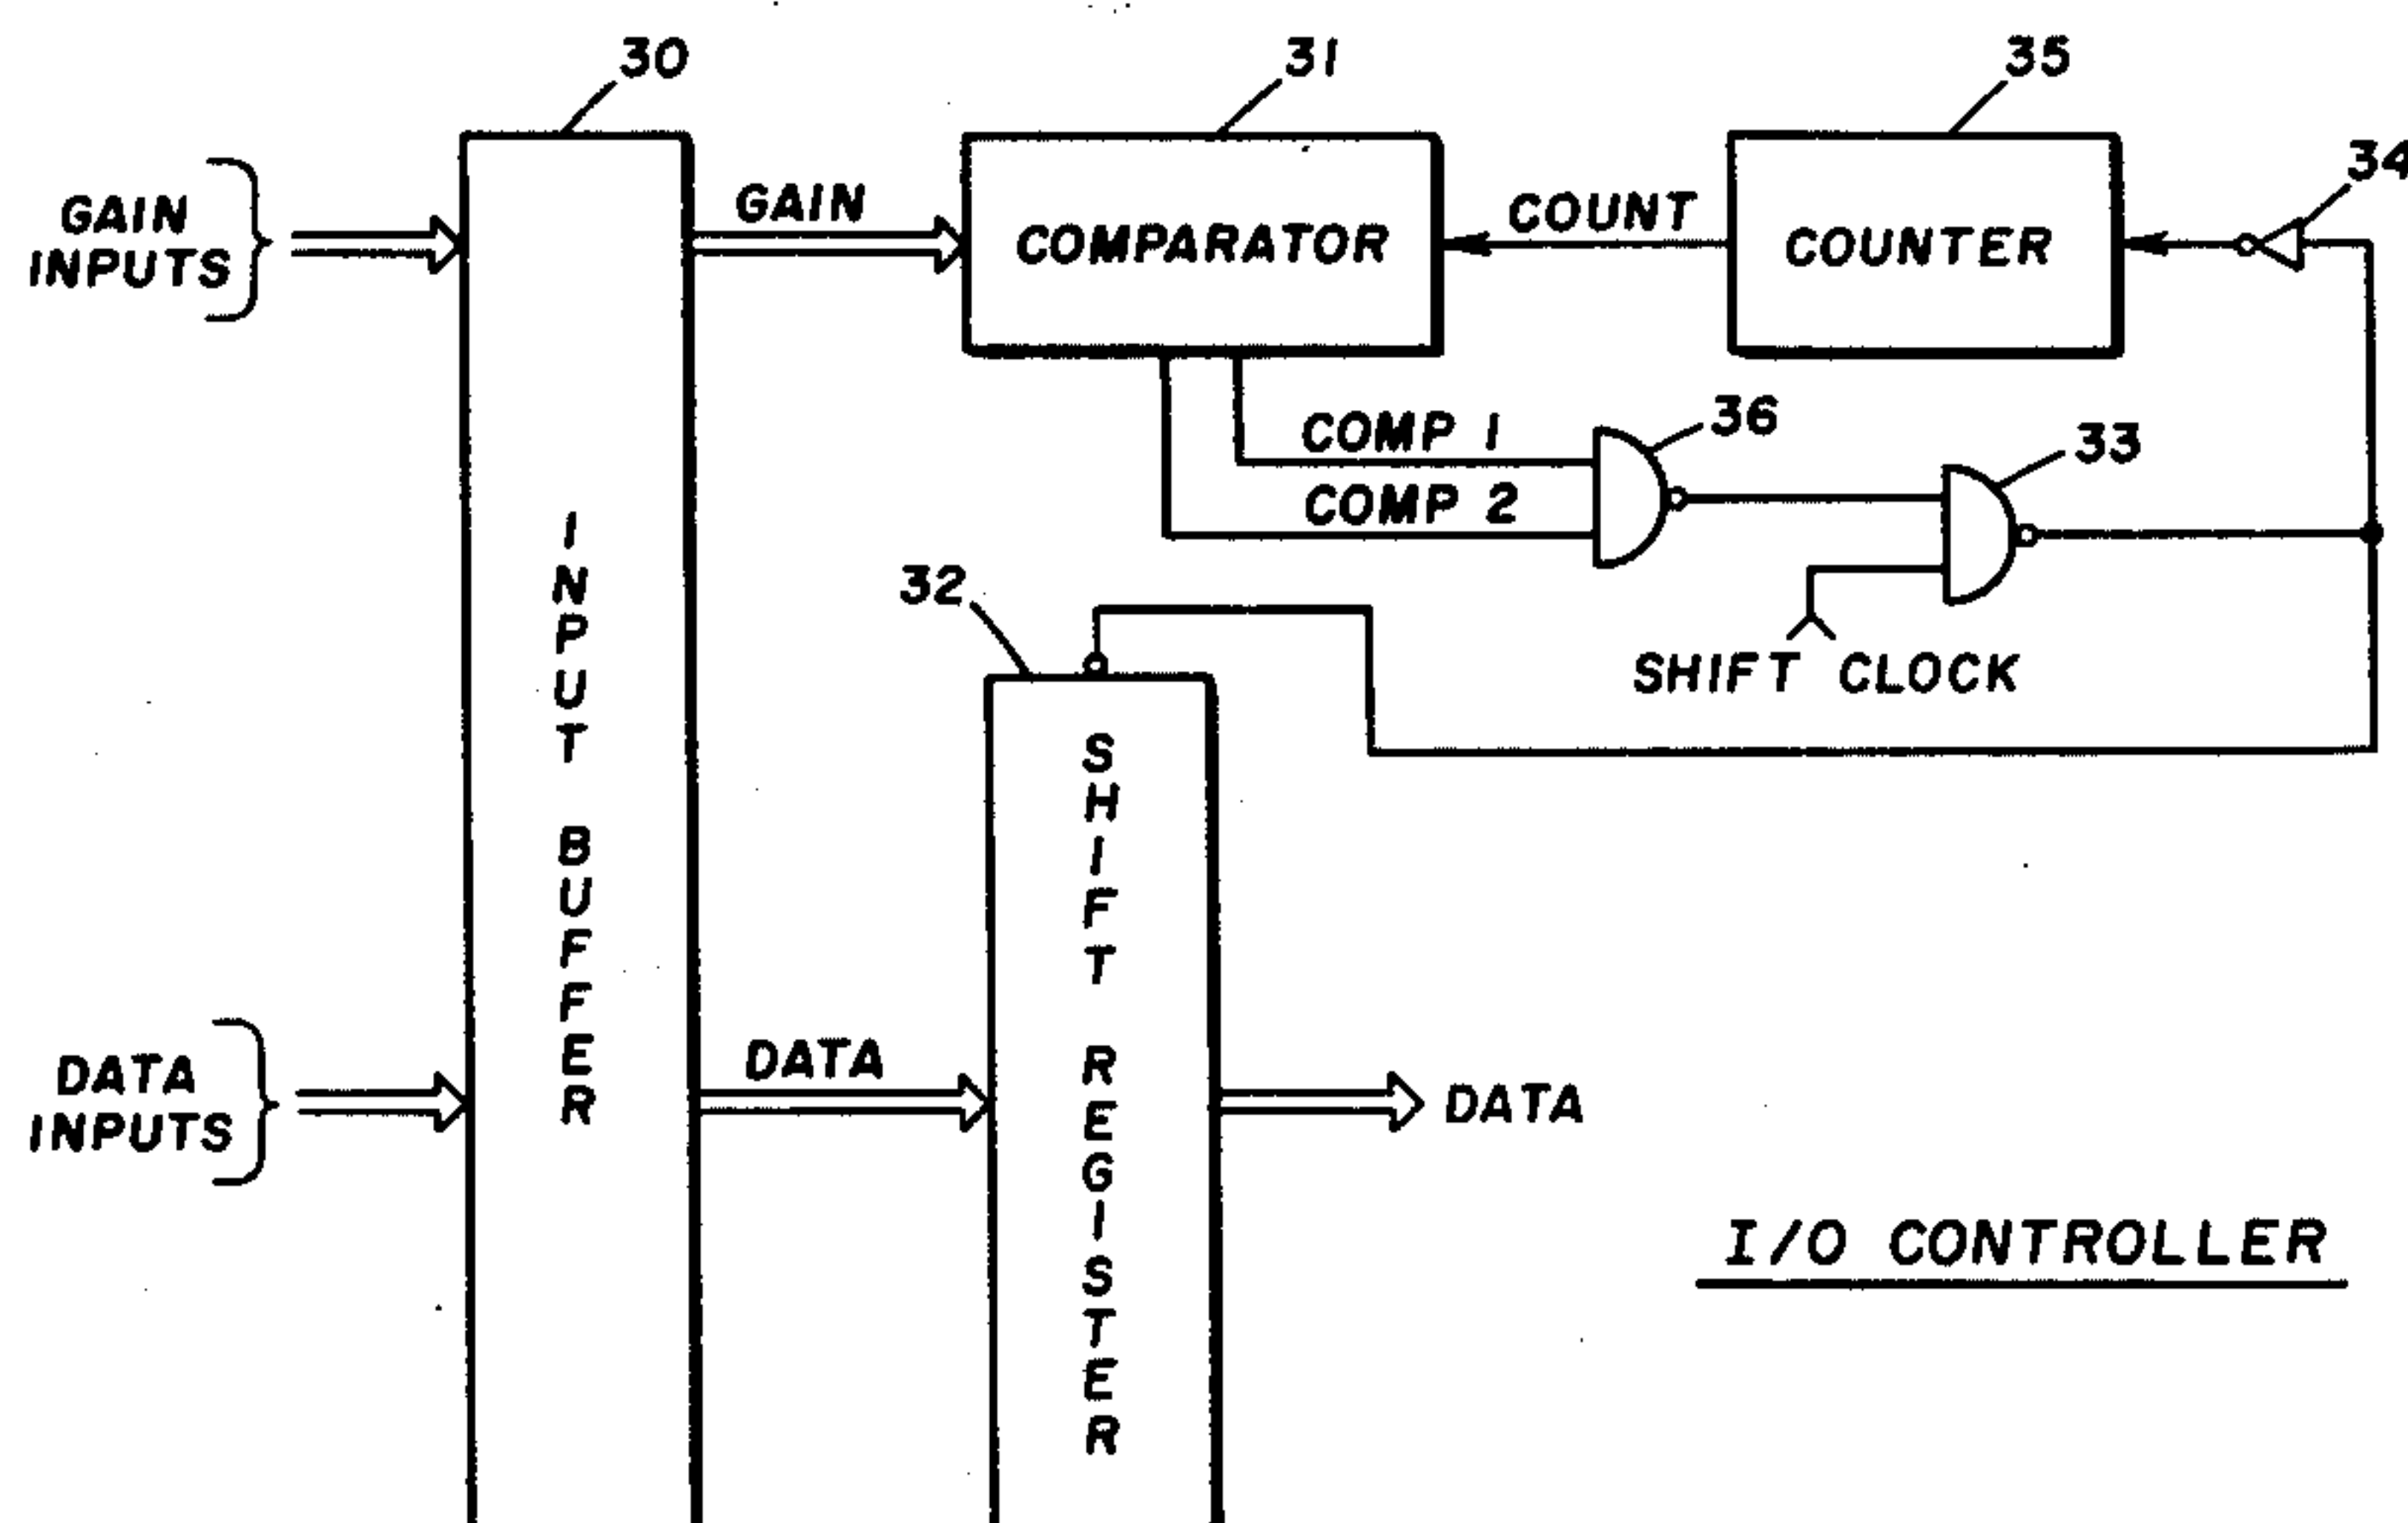 30
31
35
34
GAIN
INPUTS
GAIN
COMPARATOR
COUNT
COUNTER
COMP 1
36
33
COMP 2
32
SHIFT CLOCK
INPUT BUFFER
SHIFT REGISTER
DATA
INPUTS
DATA
DATA
I/O CONTROLLER